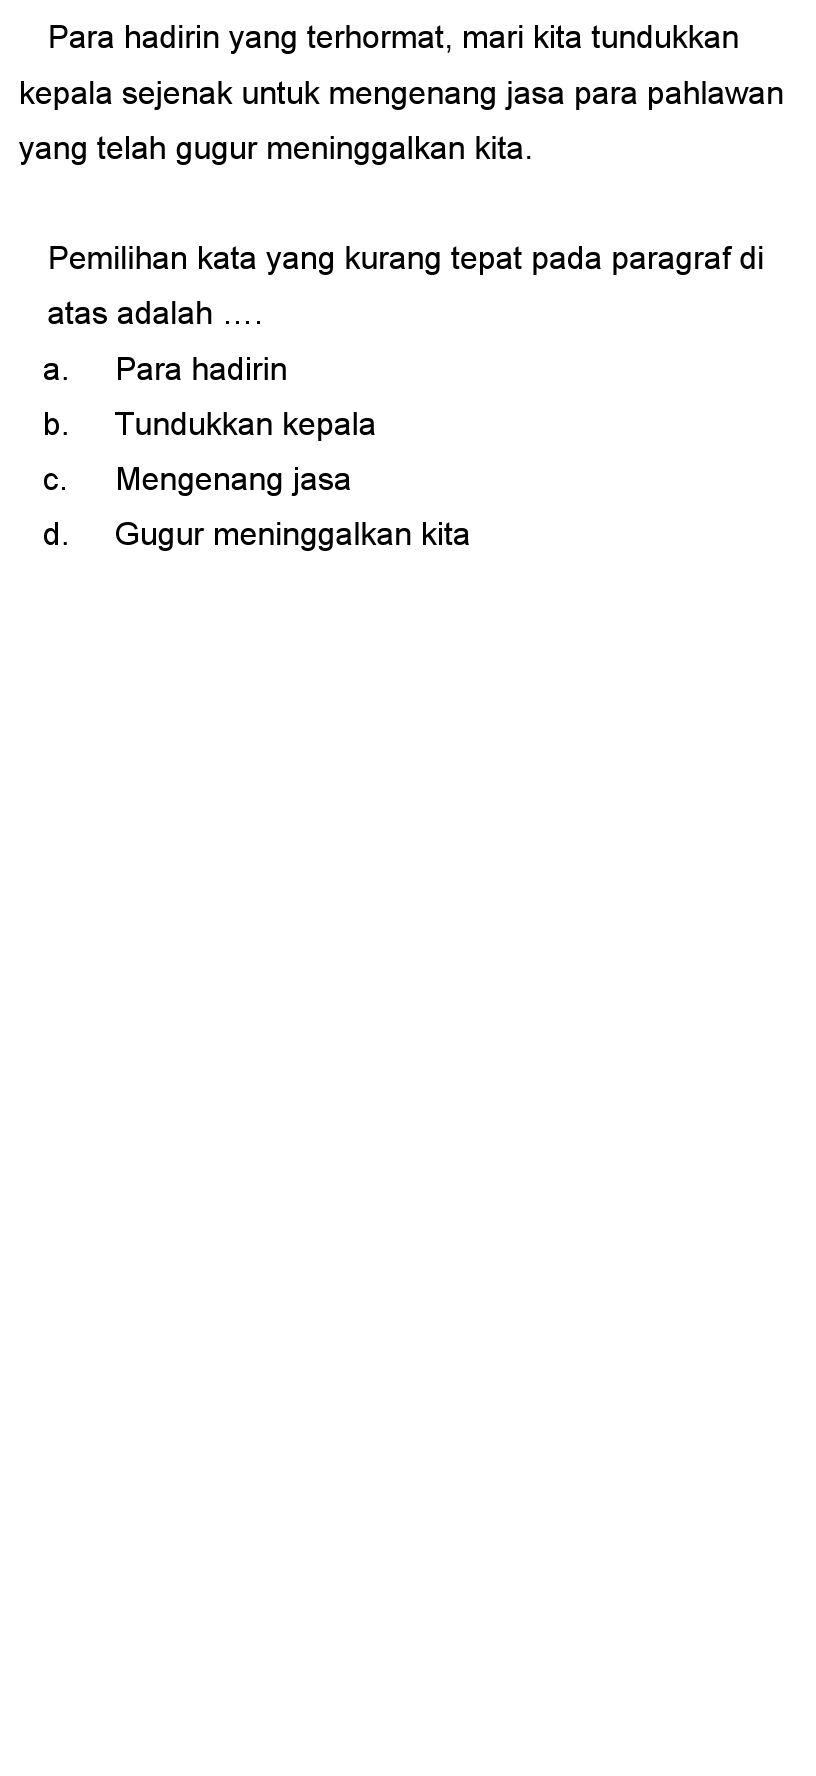 Para hadirin yang terhormat, mari kita tundukkan
kepala sejenak untuk mengenang jasa para pahlawan
yang telah gugur meninggalkan kita.
Pemilihan kata yang kurang tepat pada paragraf di
atas adalah ....
a. Para hadirin
b. Tundukkan kepala
c. Mengenang jasa
d. Gugur meninggalkan kita